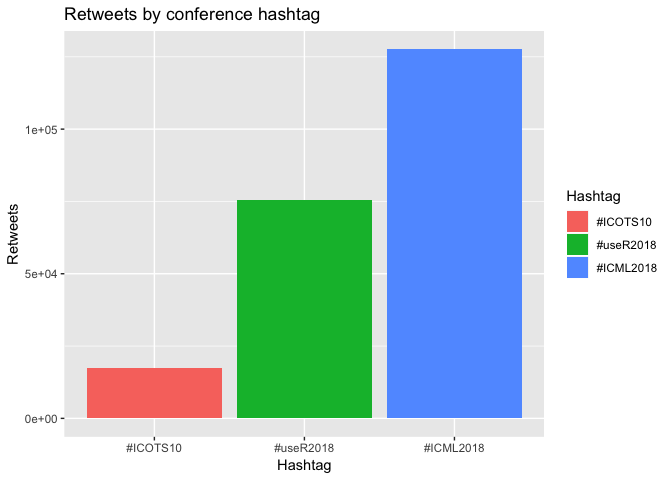 Retweets by conference hashtag
Retweets
1e+05
5e+04
0e+00
#ICOTS10
#useR2018
#ICML2018
Hashtag
Hashtag
#ICOTS10
#useR2018
#ICML2018